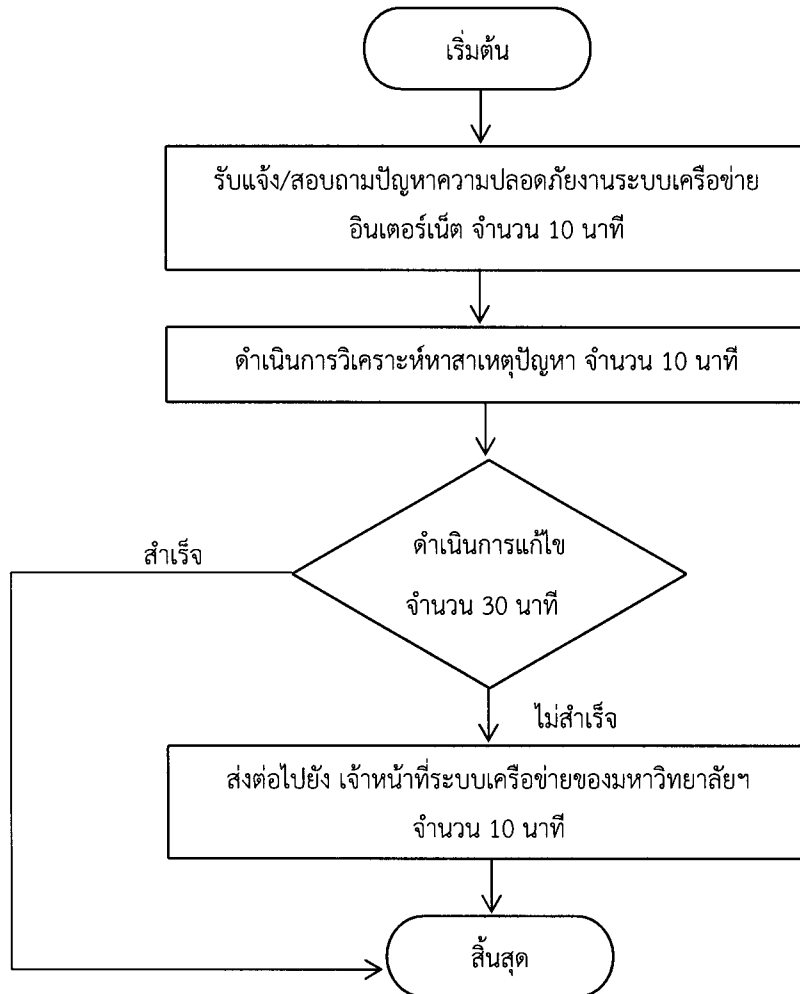 เริ่มต้น
รับแจ้ง/สอบถามปัญหาความปลอดภัยงานระบบเครือข่าย
อินเตอร์เน็ต จำนวน 10 นาที
ดำเนินการวิเคราะห์หาสาเหตุปัญหา จำนวน 10 นาที
ดำเนินการแก้ไข
จำนวน 30 นาที
สำเร็จ
ไม่สำเร็จ
ส่งต่อไปยัง เจ้าหน้าที่ระบบเครือข่ายของมหาวิทยาลัยฯ
จำนวน 10 นาที
สิ้นสุด